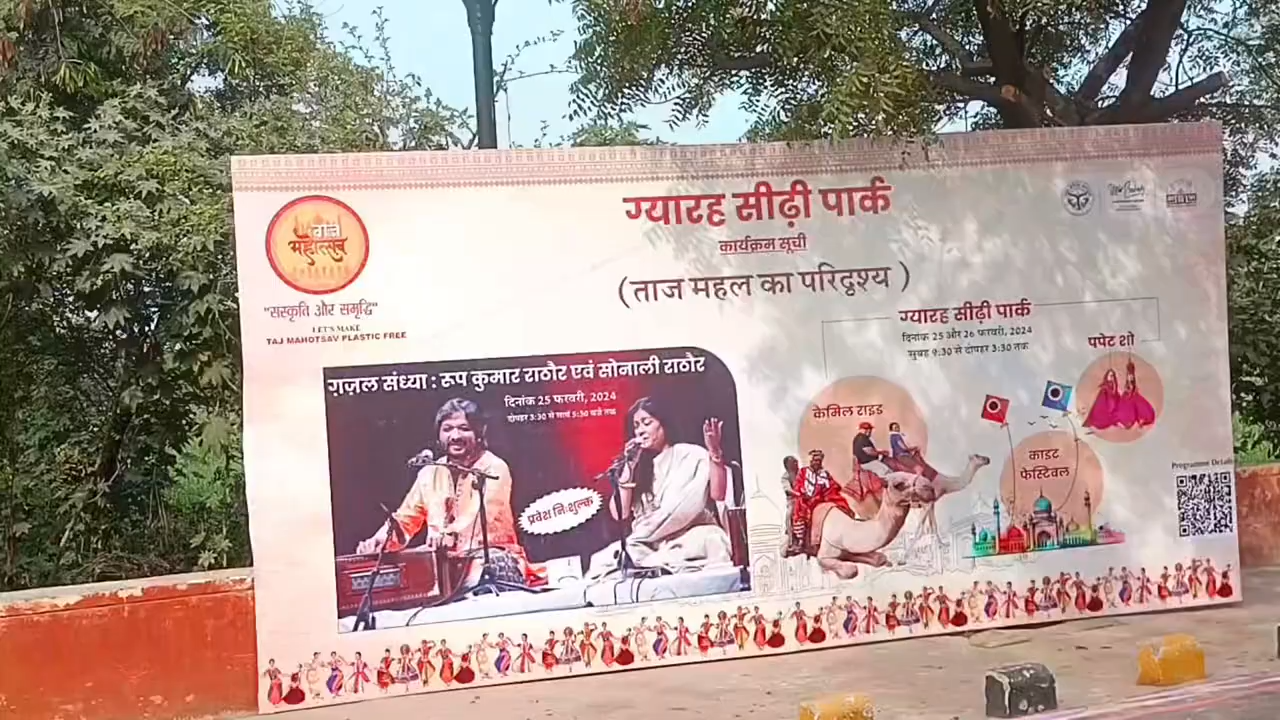 ग्यारह सीढ़ी पार्क
कार्यक्रम सूची
(ताज महल का परिदृश्य )
ताज
महोत्सव
"संस्कृति और समृद्धि"
LET'S MAKE
TAJ MAHOTSAV PLASTIC FREE
ग़ज़ल संध्या : रूप कुमार राठौर एवं सोनाली राठौर
दिनांक 25 फरवरी, 2024
दोपहर 3:30 से सायं 5:30 बजे तक
प्रवेश निःशुल्क
ग्यारह सीढ़ी पार्क
दिनांक 25 और 26 फरवरी, 2024
सुबह 9:30 से दोपहर 3:30 तक
पपेट शो
केमिल राइड
काइट
फेस्टिवल
Programme Details